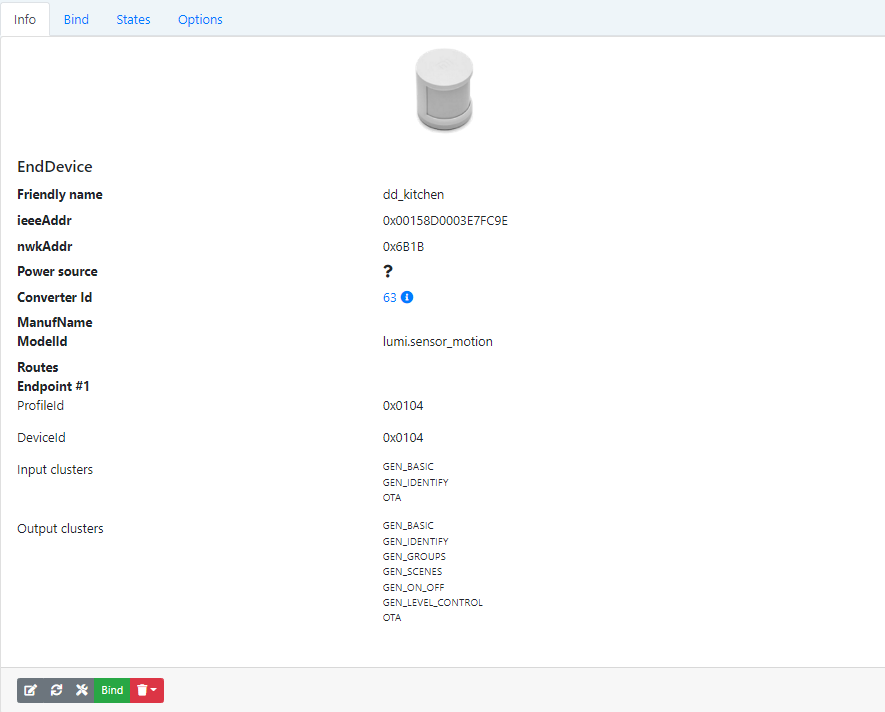 Info Bind States Options
EndDevice
Friendly name dd_kitchen
ieeeAddr 0x00158D0003E7FC9E
nwkAddr 0x6B1B
Power source ?
Converter Id 63
ManufName
ModelId lumi.sensor_motion
Routes
Endpoint #1
ProfileId 0x0104
DeviceId 0x0104
Input clusters GEN_BASIC
GEN_IDENTIFY
OTA
Output clusters GEN_BASIC
GEN_IDENTIFY
GEN_GROUPS
GEN_SCENES
GEN_ON_OFF
GEN_LEVEL_CONTROL
OTA
Bind